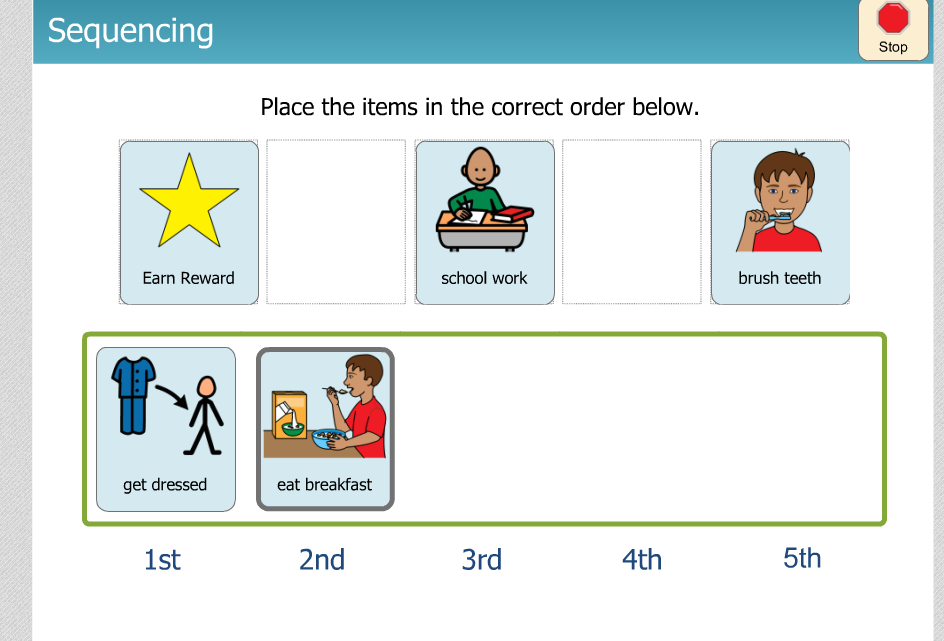 Sequencing
Stop
Place the items in the correct order below.
Earn Reward
school work
brush teeth
get dressed
eat breakfast
1st
2nd
3rd
4th
5th